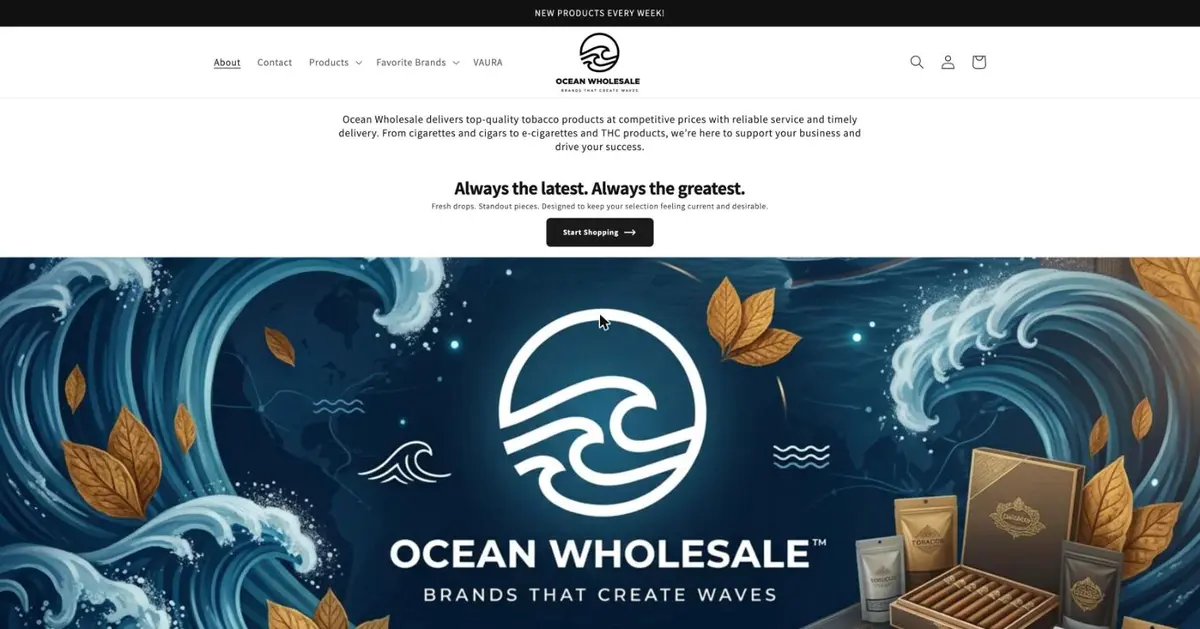 NEW PRODUCTS EVERY WEEK!
About
Contact
Products
Favorite Brands
VAURA
OCEAN WHOLESALE
BRANDS THAT CREATE WAVES
Ocean Wholesale delivers top-quality tobacco products at competitive prices with reliable service and timely
delivery. From cigarettes and cigars to e-cigarettes and THC products, we're here to support your business and
drive your success.
Always the latest. Always the greatest.
Fresh drops. Standout pieces. Designed to keep your selection feeling current and desirable.
Start Shopping
OCEAN WHOLESALE™
BRANDS THAT CREATE WAVES